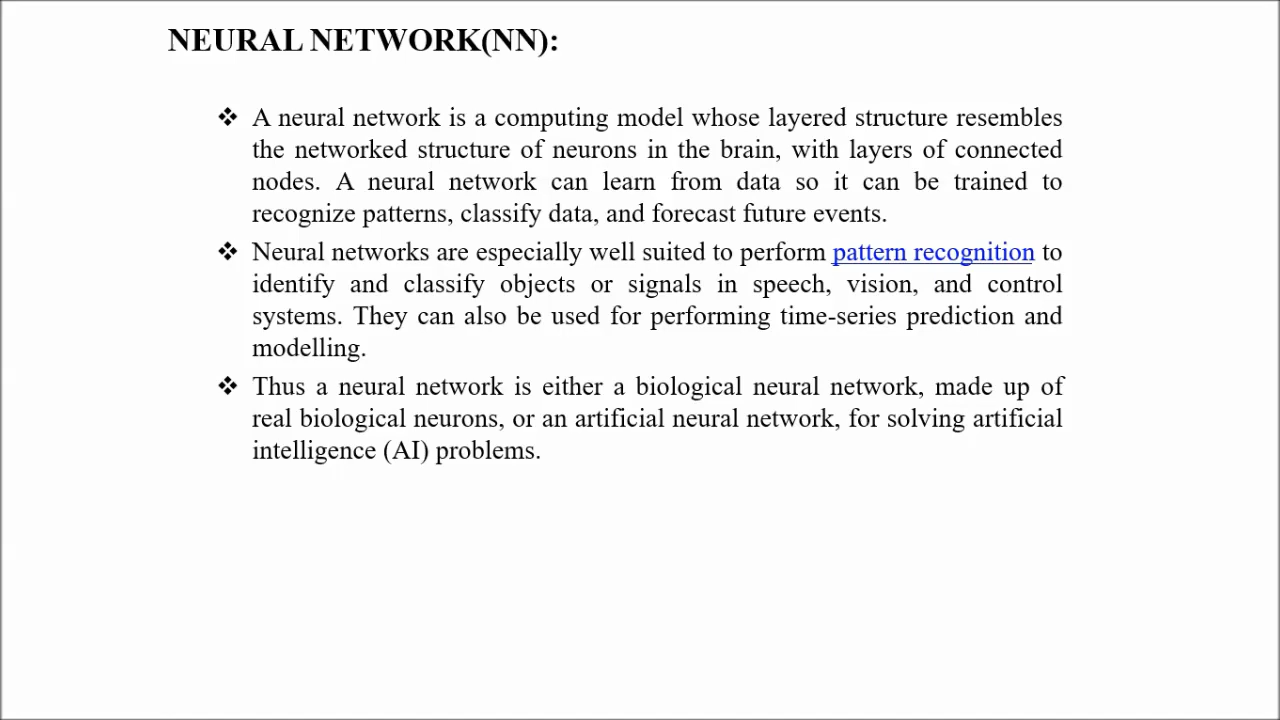 NEURAL NETWORK(NN):
❖ A neural network is a computing model whose layered structure resembles
the networked structure of neurons in the brain, with layers of connected
nodes. A neural network can learn from data so it can be trained to
recognize patterns, classify data, and forecast future events.
❖ Neural networks are especially well suited to perform pattern recognition to
identify and classify objects or signals in speech, vision, and control
systems. They can also be used for performing time-series prediction and
modelling.
❖ Thus a neural network is either a biological neural network, made up of
real biological neurons, or an artificial neural network, for solving artificial
intelligence (AI) problems.